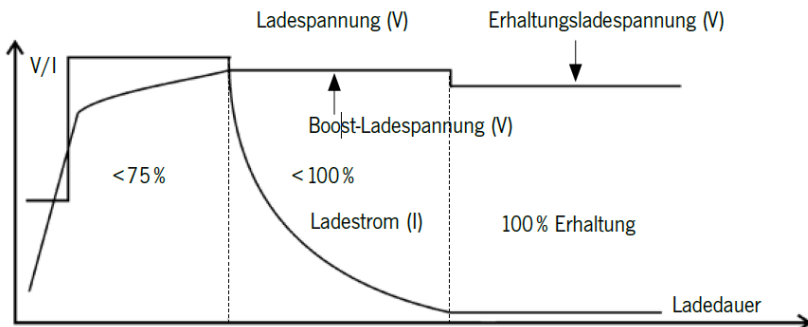 Ladespannung (V)
Erhaltungsladespannung (V)
V/I
Boost-Ladespannung (V)
<75%
<100%
Ladestrom (I)
100% Erhaltung
Ladedauer